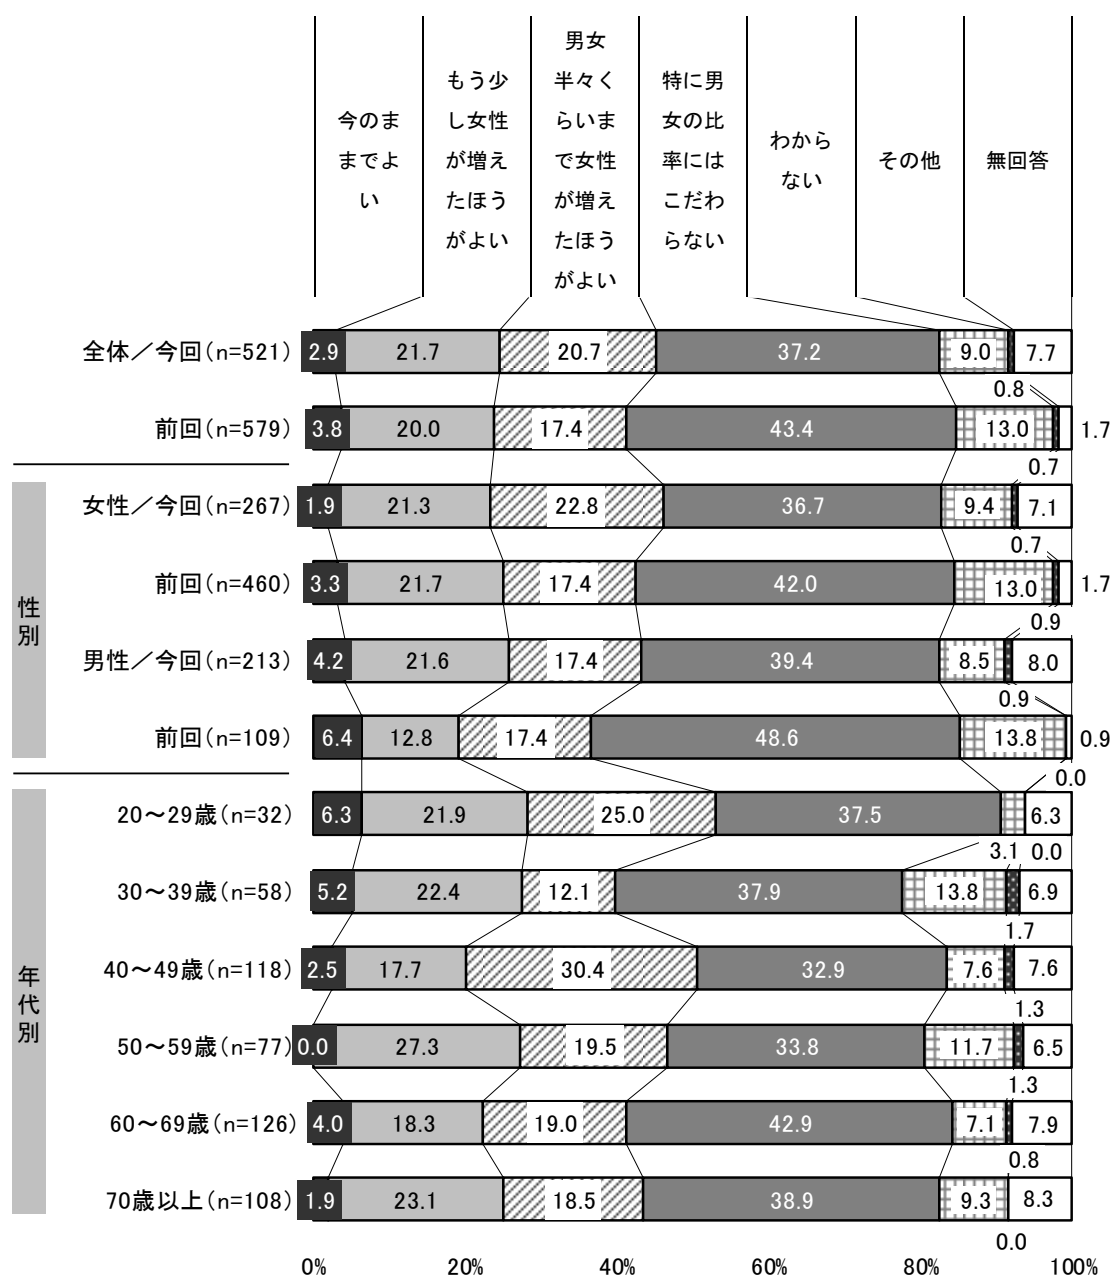 今のま
までよ
い
もう少
し女性
が増え
たほう
がよい
男女
半々く
らいま
で女性
が増え
たほう
がよい
特に男
女の比
率には
こだわ
らない
わから
ない
その他
無回答
全体／今回(n=521) 2.9 21.7 20.7 37.2 9.0 7.7
0.8
前回(n=579) 3.8 20.0 17.4 43.4 13.0 1.7
0.7
女性／今回(n=267) 1.9 21.3 22.8 36.7 9.4 7.1
0.7
前回(n=460) 3.3 21.7 17.4 42.0 13.0 1.7
0.9
男性／今回(n=213) 4.2 21.6 17.4 39.4 8.5 8.0
0.9
前回(n=109) 6.4 12.8 17.4 48.6 13.8 0.9
0.0
20～29歳(n=32) 6.3 21.9 25.0 37.5 6.3
3.1 0.0
30～39歳(n=58) 5.2 22.4 12.1 37.9 13.8 6.9
1.7
40～49歳(n=118) 2.5 17.7 30.4 32.9 7.6 7.6
1.3
50～59歳(n=77) 0.0 27.3 19.5 33.8 11.7 6.5
1.3
60～69歳(n=126) 4.0 18.3 19.0 42.9 7.1 7.9
0.8
70歳以上(n=108) 1.9 23.1 18.5 38.9 9.3 8.3
0.0
性別
年代別
0% 20% 40% 60% 80% 100%